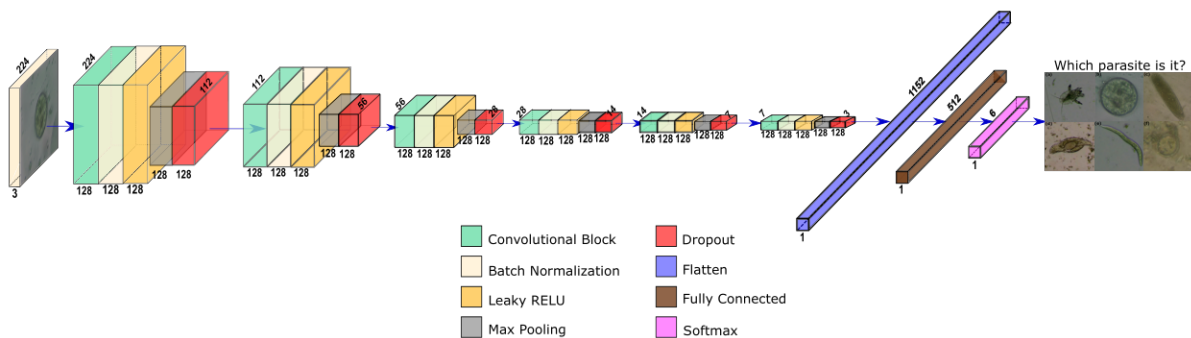 224
3
224
128 128 128
112
128 128
112
128 128 128
56
128 128
56
128 128 128
28
128 128
28
128 128 128 128 128
14
14
128 128 128 128 128
7
128 128 128 128 128
3
1152
1
512
1
6
1
Which parasite is it?
Convolutional Block
Batch Normalization
Leaky RELU
Max Pooling
Dropout
Flatten
Fully Connected
Softmax